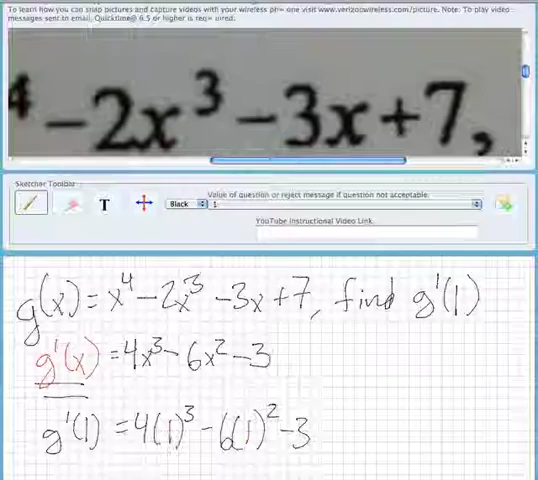 To learn how you can snap pictures and capture videos with your wireless ph= one visit www.verizonwireless.com/picture. Note: To play video
messages sent to email, Quicktime@ 6.5 or higher is req= uired.
4 - 2x³ - 3x + 7,
Sketcher Toolbar
Value of question or reject message if question not acceptable.
T Black 1
YouTube Instructional Video Link.
g(x) = x⁴ - 2x³ - 3x + 7, find g'(1)
g'(x) = 4x³ - 6x² - 3
g'(1) = 4(1)³ - 6(1)² - 3